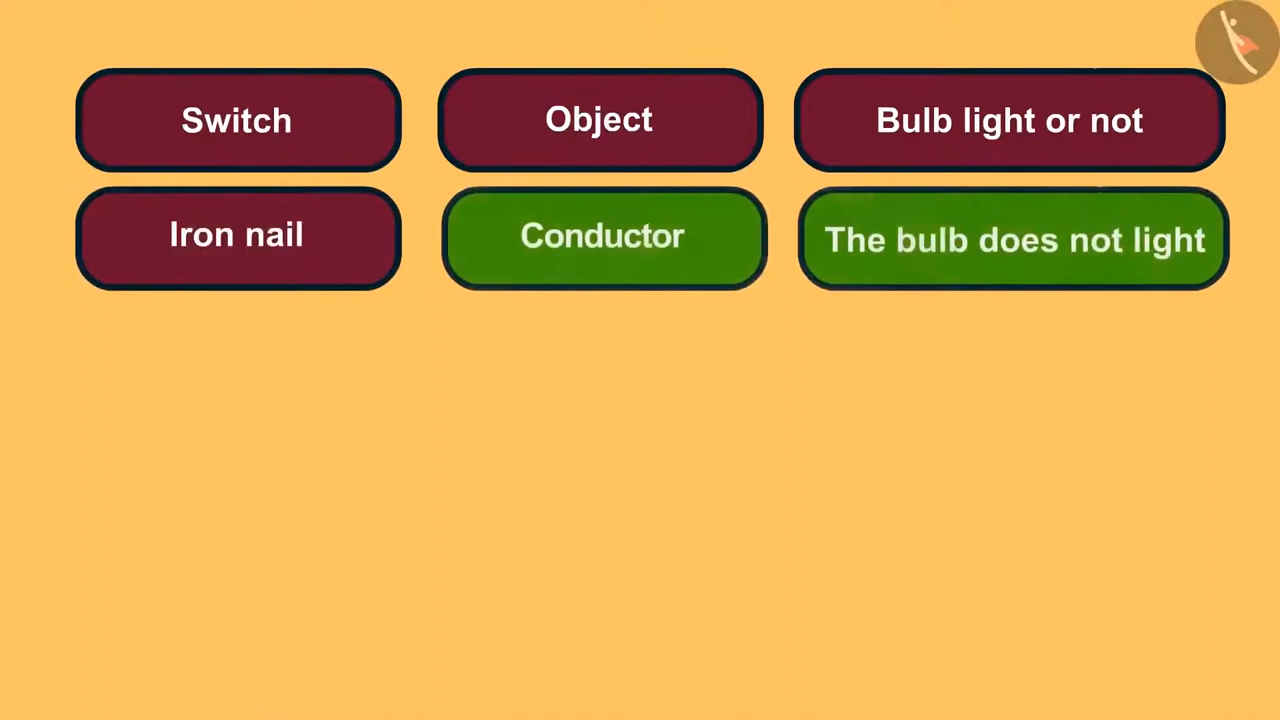 Switch Object Bulb light or not
Iron nail Conductor The bulb does not light